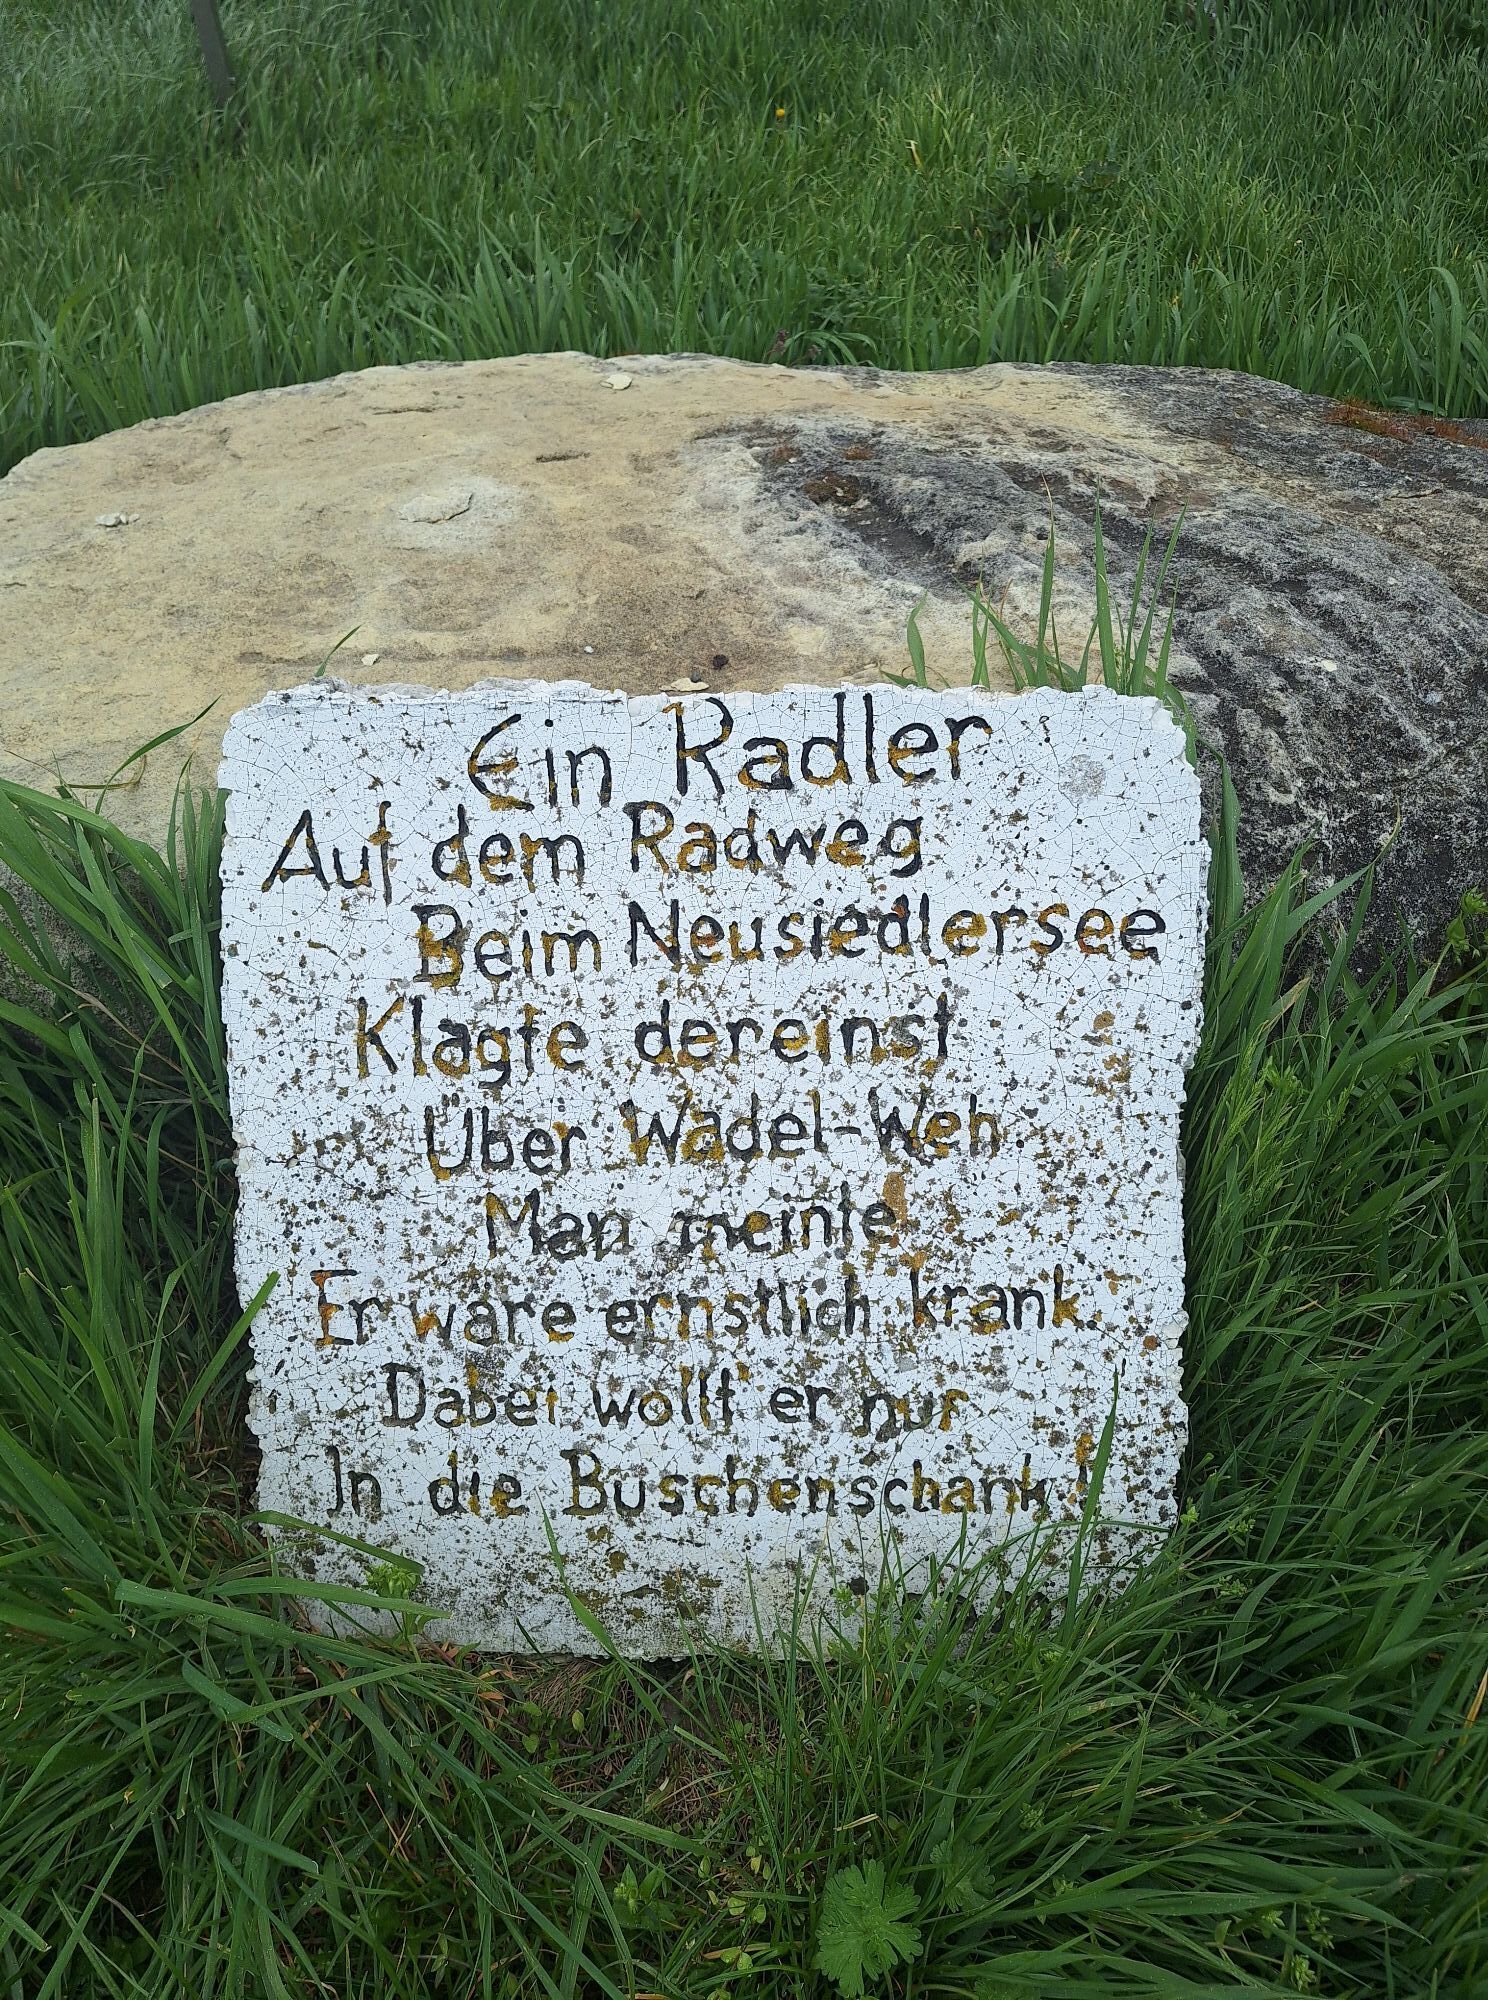 Ein Radler
Auf dem Radweg
Beim Neusiedlersee
Klagte dereinst
Über Wadel-Weh
Man meinte
Er wäre ernstlich krank.
Dabei wollt er nur
In die Buschenschank!